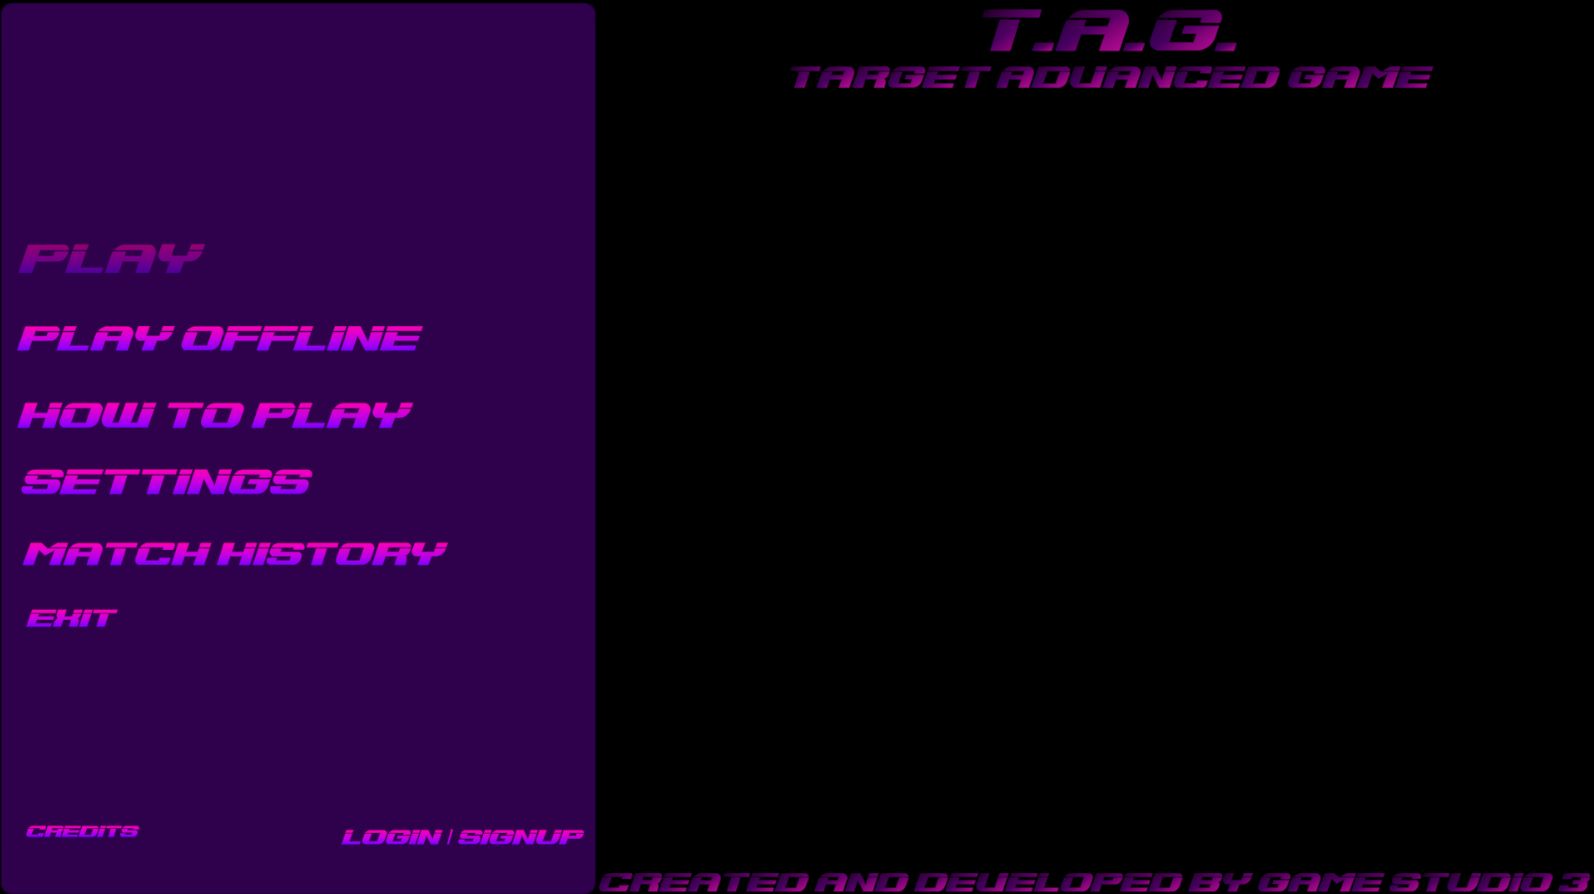 T.A.G.
TARGET ADVANCED GAME
PLAY
PLAY OFFLINE
HOW TO PLAY
SETTINGS
MATCH HISTORY
EXIT
CREDITS
LOGIN | SIGNUP
CREATED AND DEVELOPED BY GAME STUDIO 3